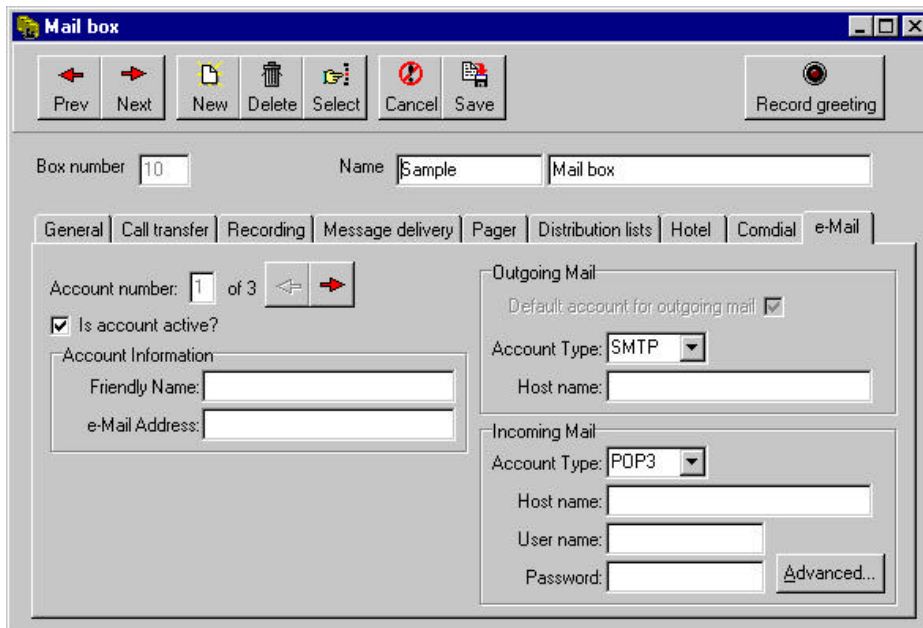 Mail box
Prev Next New Delete Select Cancel Save Record greeting
Box number 10 Name Sample Mail box
General Call transfer Recording Message delivery Pager Distribution lists Hotel Comdial e-Mail
Account number: 1 of 3
Is account active?
Account Information
Friendly Name:
e-Mail Address:
Outgoing Mail
Default account for outgoing mail
Account Type: SMTP
Host name:
Incoming Mail
Account Type: POP3
Host name:
User name:
Password: Advanced...